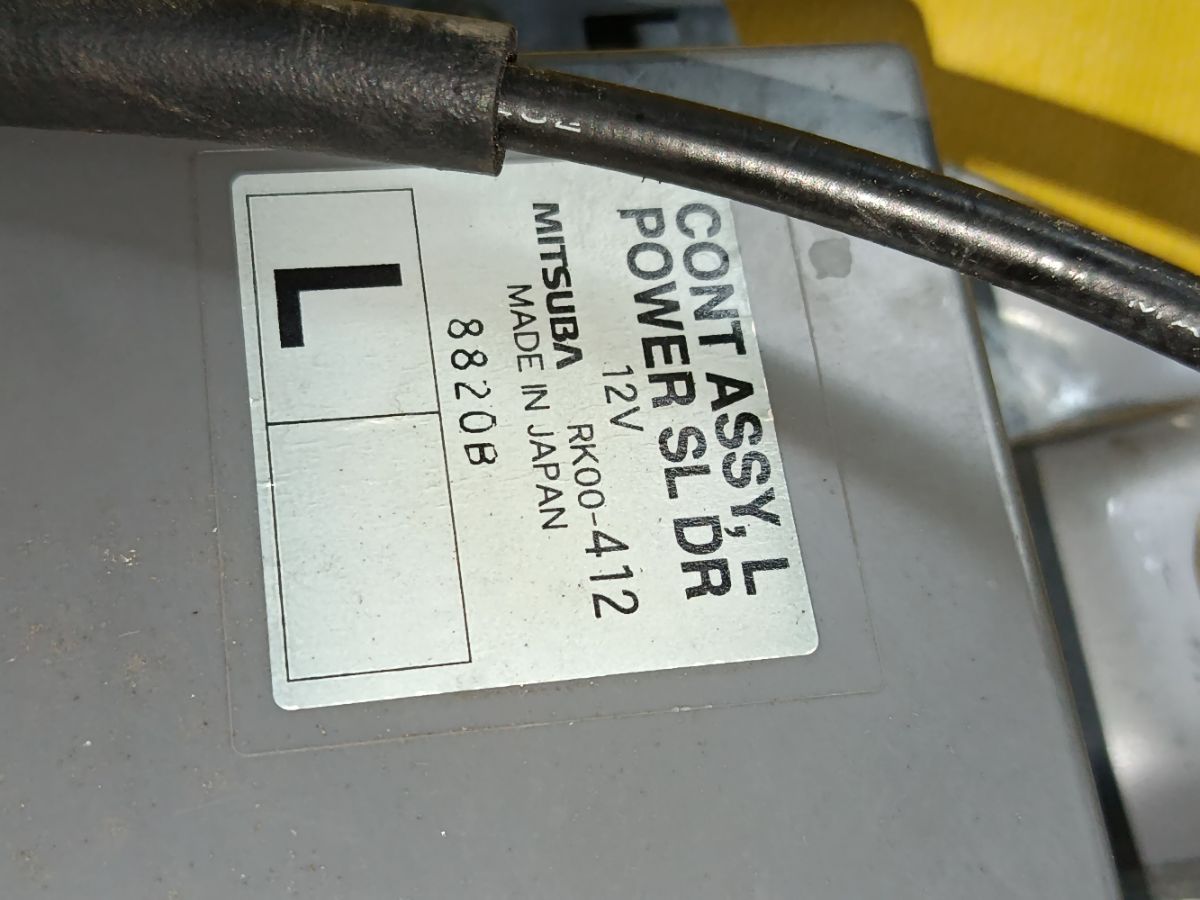 CONT ASSY, L
POWER SL DR
12V
MITSUBA RK00-412
MADE IN JAPAN
8820B
L